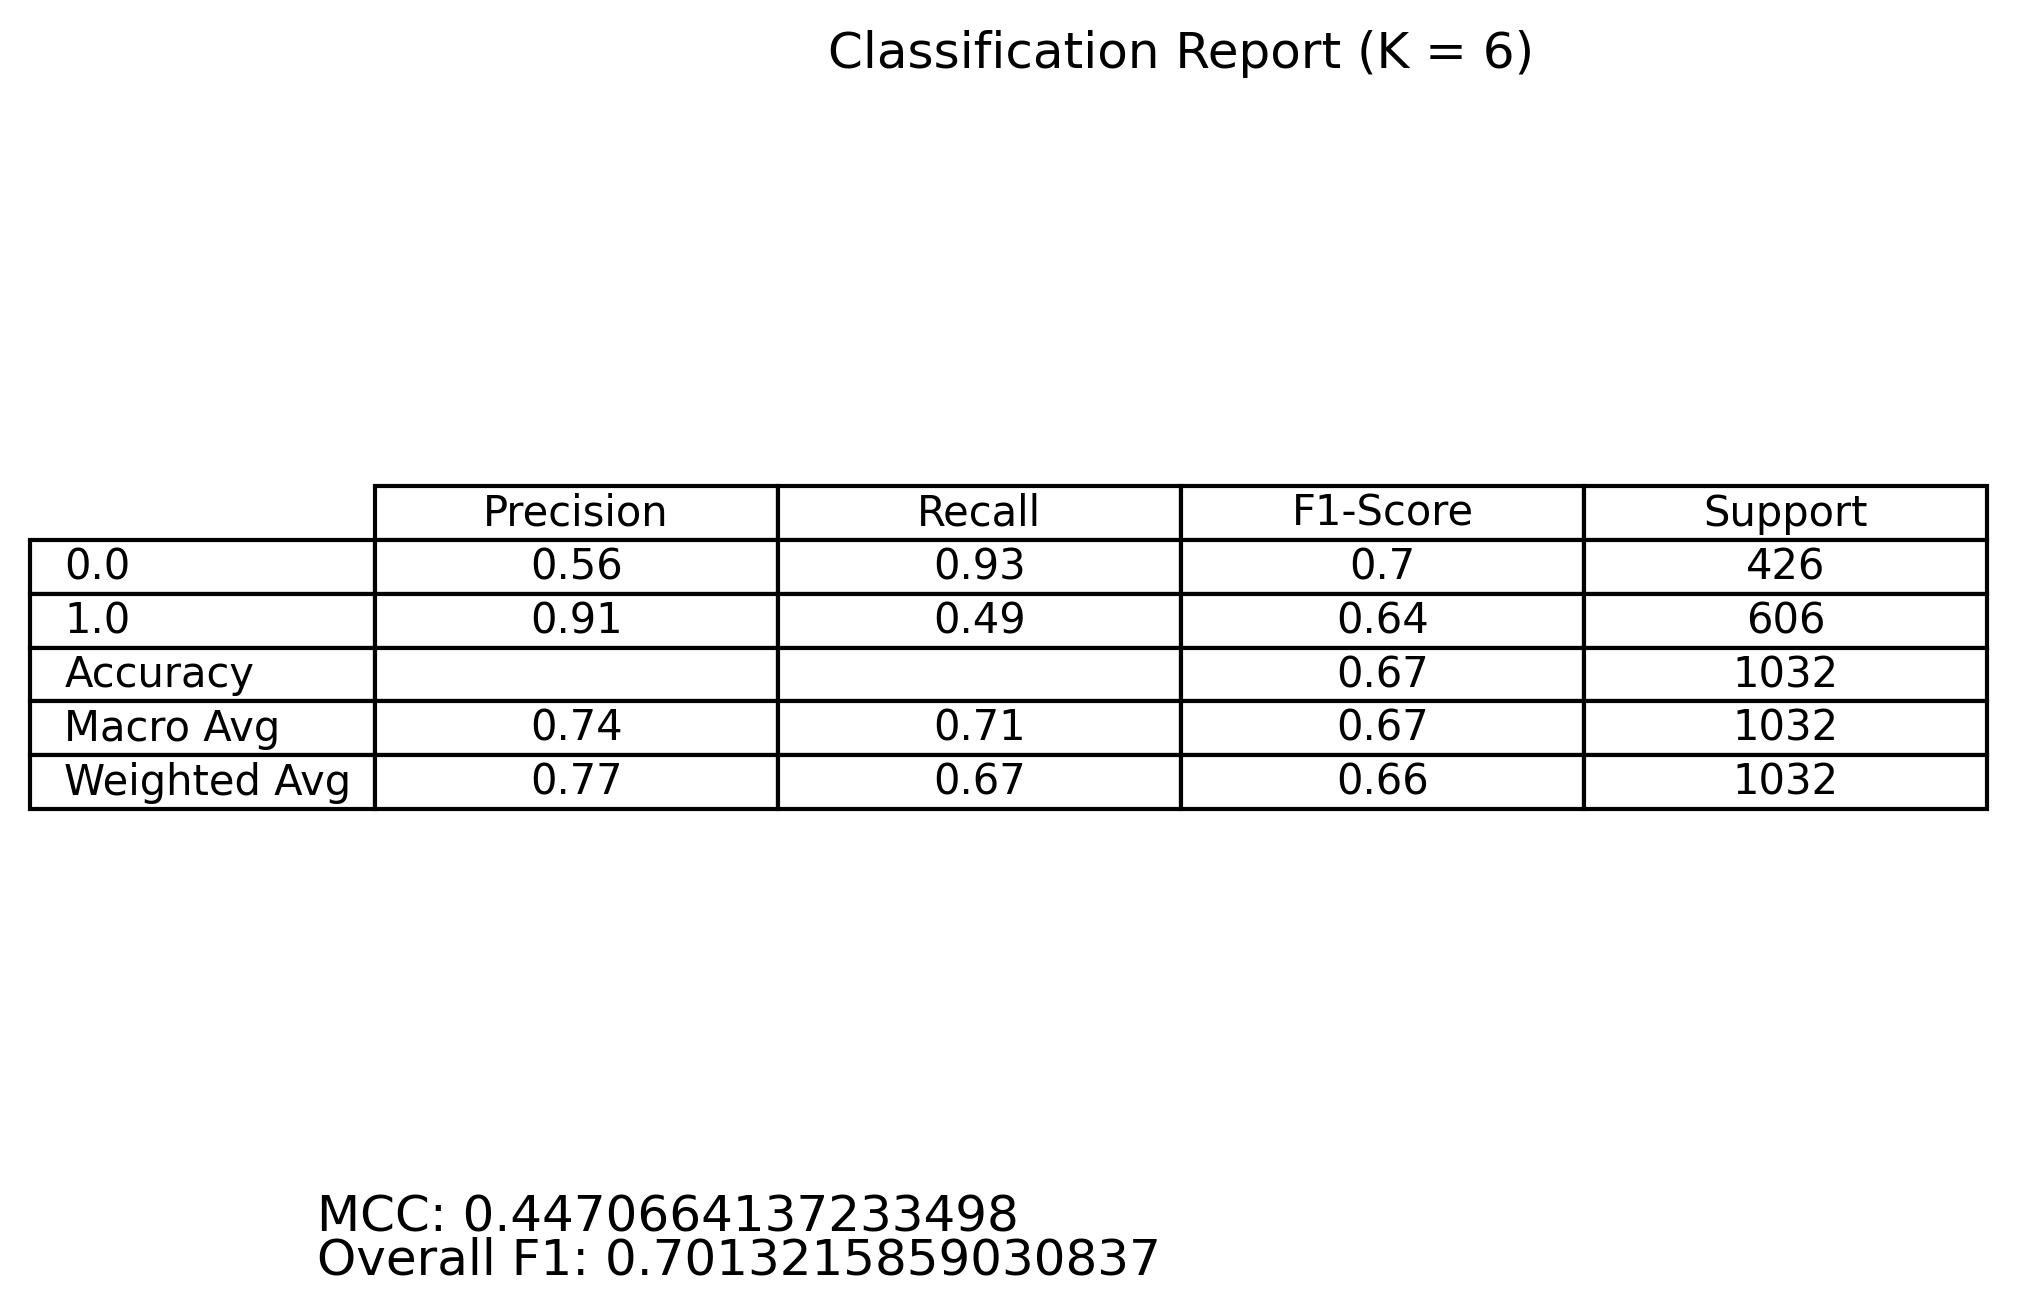 Classification Report (K = 6)
Precision Recall F1-Score Support
0.0 0.56 0.93 0.7 426
1.0 0.91 0.49 0.64 606
Accuracy 0.67 1032
Macro Avg 0.74 0.71 0.67 1032
Weighted Avg 0.77 0.67 0.66 1032
MCC: 0.4470664137233498
Overall F1: 0.7013215859030837